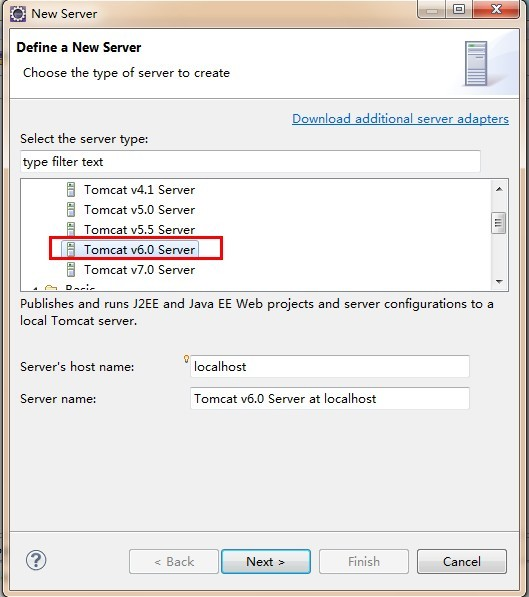 New Server
Define a New Server
Choose the type of server to create
Download additional server adapters
Select the server type:
type filter text
Tomcat v4.1 Server
Tomcat v5.0 Server
Tomcat v5.5 Server
Tomcat v6.0 Server
Tomcat v7.0 Server
Basic
Publishes and runs J2EE and Java EE Web projects and server configurations to a
local Tomcat server.
Server's host name: localhost
Server name: Tomcat v6.0 Server at localhost
? < Back Next > Finish Cancel